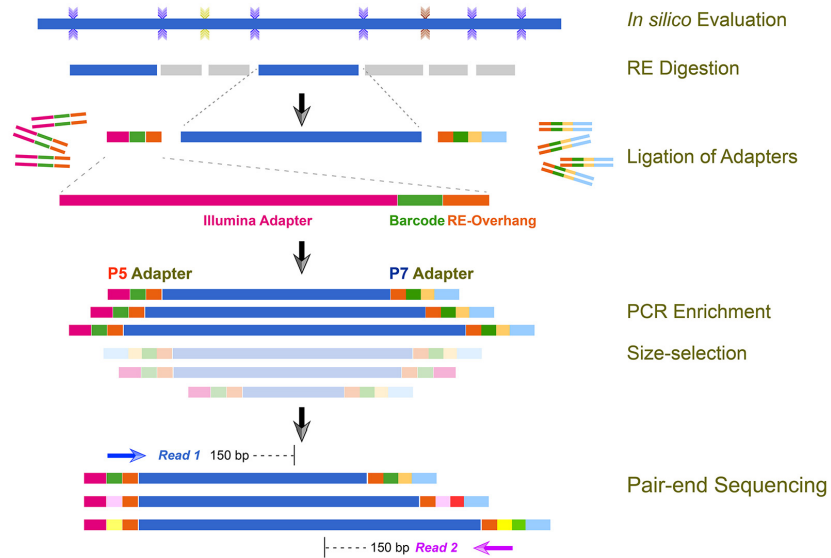 In silico Evaluation
RE Digestion
Ligation of Adapters
Illumina Adapter
Barcode RE-Overhang
P5 Adapter
P7 Adapter
PCR Enrichment
Size-selection
Read 1 150 bp
Pair-end Sequencing
150 bp Read 2